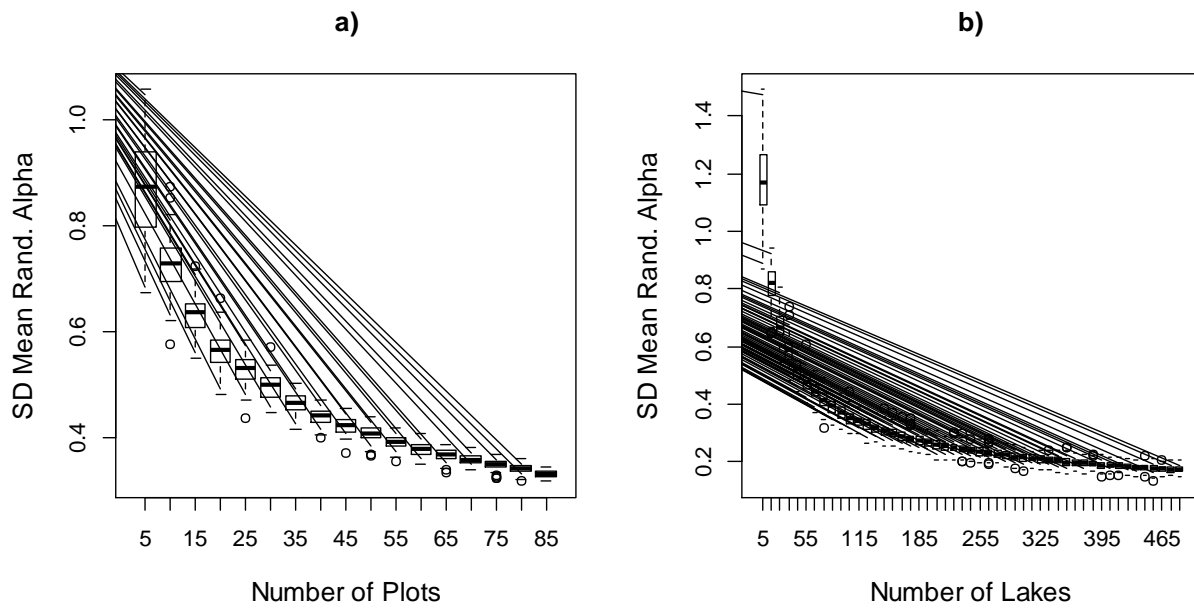 a)
SD Mean Rand. Alpha
1.0
0.8
0.6
0.4
5 15 25 35 45 55 65 75 85
Number of Plots
b)
SD Mean Rand. Alpha
1.4
1.2
1.0
0.8
0.6
0.4
0.2
5 55 115 185 255 325 395 465
Number of Lakes